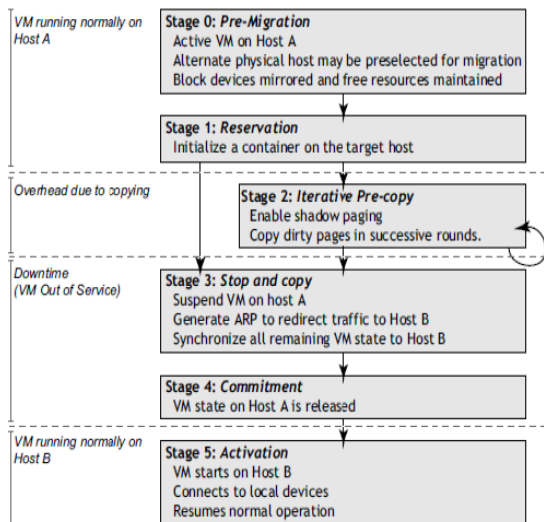 VM running normally on
Host A
Stage 0: Pre-Migration
Active VM on Host A
Alternate physical host may be preselected for migration
Block devices mirrored and free resources maintained
Stage 1: Reservation
Initialize a container on the target host
Overhead due to copying
Stage 2: Iterative Pre-copy
Enable shadow paging
Copy dirty pages in successive rounds.
Downtime
(VM Out of Service)
Stage 3: Stop and copy
Suspend VM on host A
Generate ARP to redirect traffic to Host B
Synchronize all remaining VM state to Host B
Stage 4: Commitment
VM state on Host A is released
VM running normally on
Host B
Stage 5: Activation
VM starts on Host B
Connects to local devices
Resumes normal operation